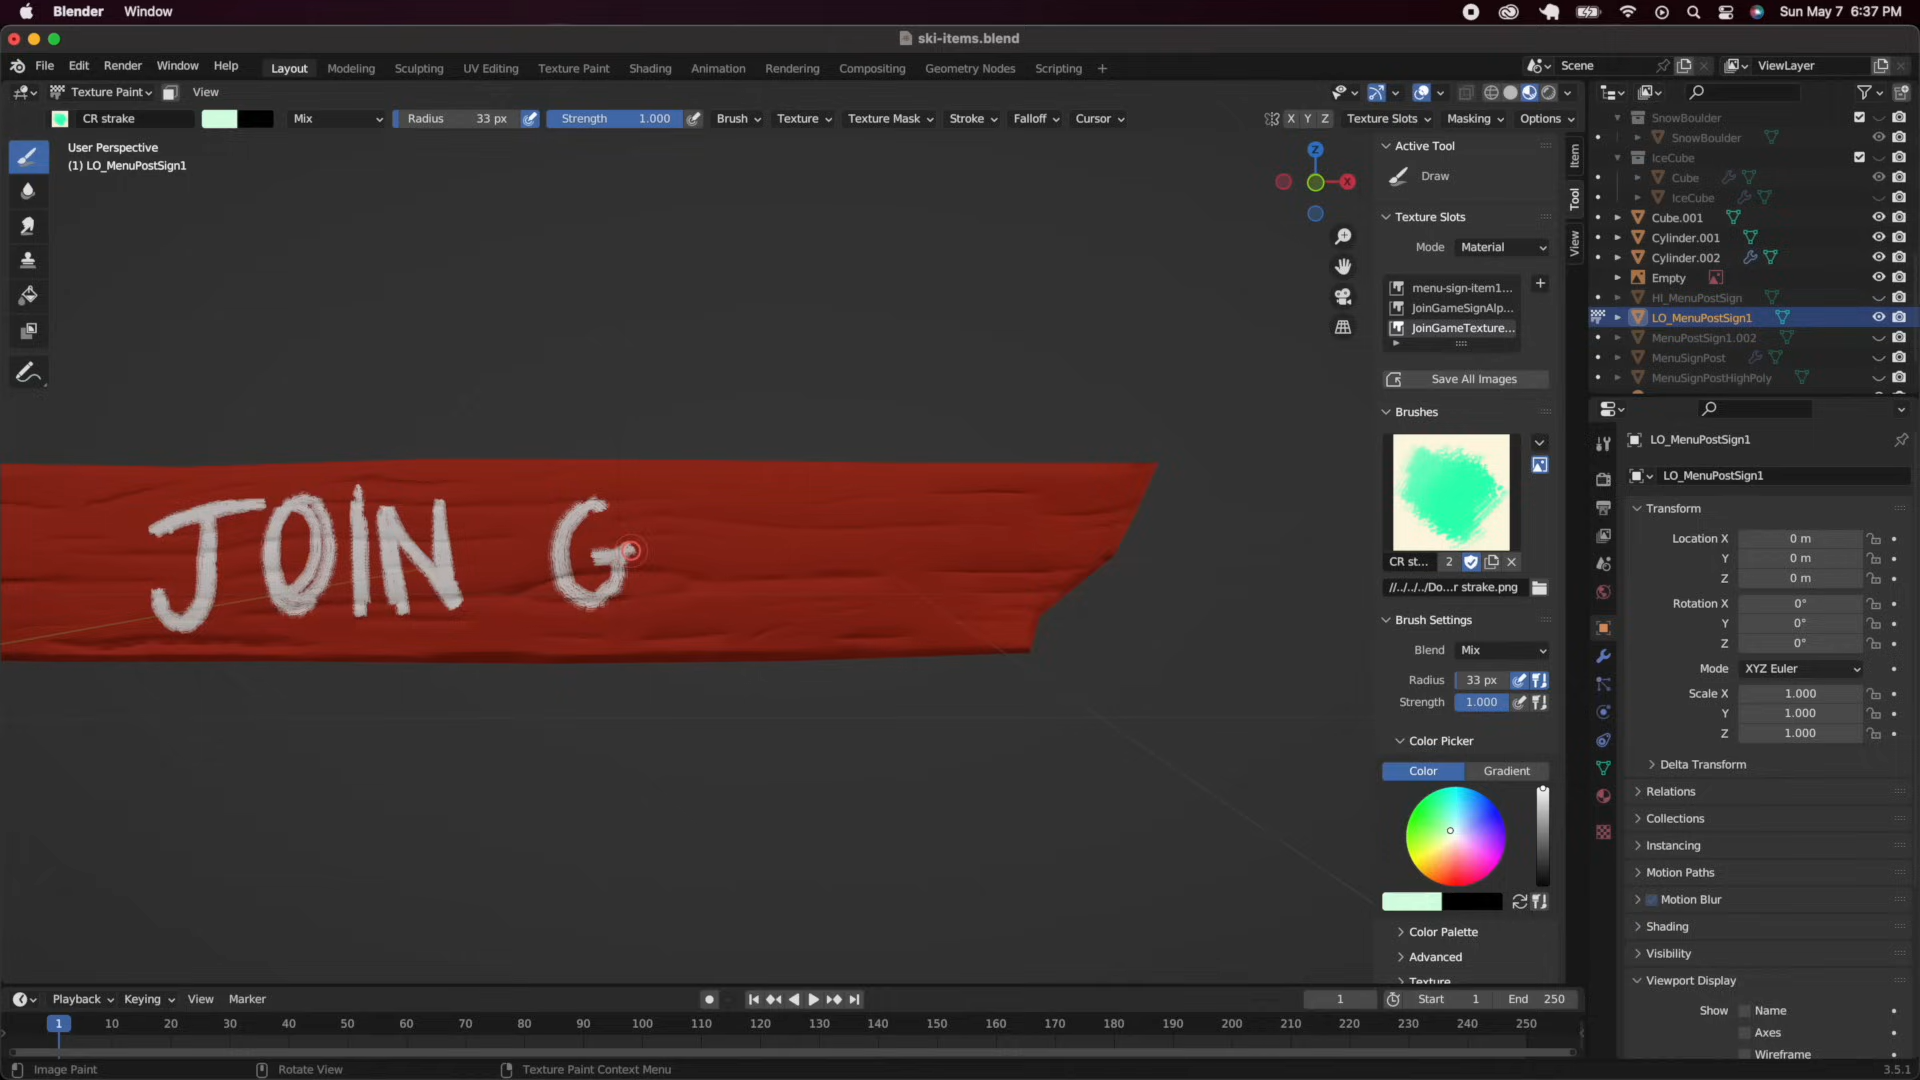 Blender Window Sun May 7 6:37 PM
ski-items.blend
File Edit Render Window Help Layout Modeling Sculpting UV Editing Texture Paint Shading Animation Rendering Compositing Geometry Nodes Scripting + Scene ViewLayer
Texture Paint View
CR strake Mix Radius 33 px Strength 1.000 Brush Texture Texture Mask Stroke Falloff Cursor X Y Z Texture Slots Masking Options
User Perspective
(1) LO_MenuPostSign1
Z
X
JOIN G
Active Tool
Draw
Texture Slots
Mode Material
menu-sign-item1...
JoinGameSignAlp...
JoinGameTexture...
Save All Images
Brushes
CR st... 2
//../../../Do...r strake.png
Brush Settings
Blend Mix
Radius 33 px
Strength 1.000
Color Picker
Color Gradient
Color Palette
Advanced
Texture
Item
Tool
View
SnowBoulder
SnowBoulder
IceCube
Cube
IceCube
Cube.001
Cylinder.001
Cylinder.002
Empty
HI_MenuPostSign
LO_MenuPostSign1
MenuPostSign1.002
MenuSignPost
MenuSignPostHighPoly
LO_MenuPostSign1
LO_MenuPostSign1
Transform
Location X 0 m
Y 0 m
Z 0 m
Rotation X 0°
Y 0°
Z 0°
Mode XYZ Euler
Scale X 1.000
Y 1.000
Z 1.000
Delta Transform
Relations
Collections
Instancing
Motion Paths
Motion Blur
Shading
Visibility
Viewport Display
Show Name
Axes
Wireframe
Playback Keying View Marker 1 Start 1 End 250
1 10 20 30 40 50 60 70 80 90 100 110 120 130 140 150 160 170 180 190 200 210 220 230 240 250
Image Paint Rotate View Texture Paint Context Menu 3.5.1